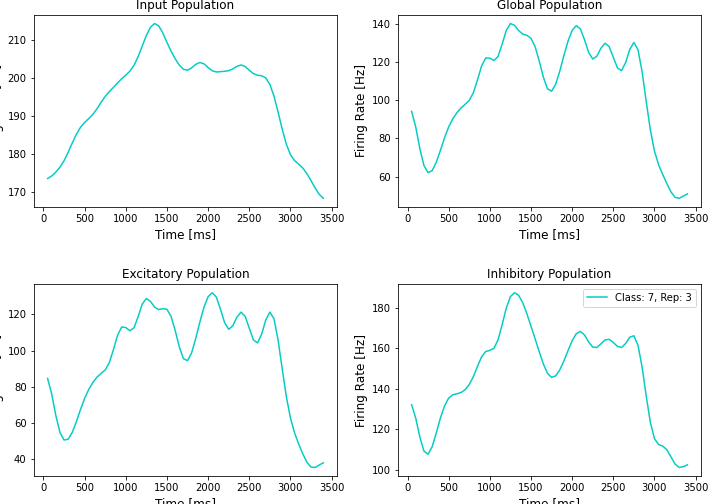 Input Population
210
200
190
180
170
0 500 1000 1500 2000 2500 3000 3500
Time [ms]
Global Population
Firing Rate [Hz]
140
120
100
80
60
0 500 1000 1500 2000 2500 3000 3500
Time [ms]
Excitatory Population
120
100
80
60
40
0 500 1000 1500 2000 2500 3000 3500
Time [ms]
Inhibitory Population
Class: 7, Rep: 3
Firing Rate [Hz]
180
160
140
120
100
0 500 1000 1500 2000 2500 3000 3500
Time [ms]